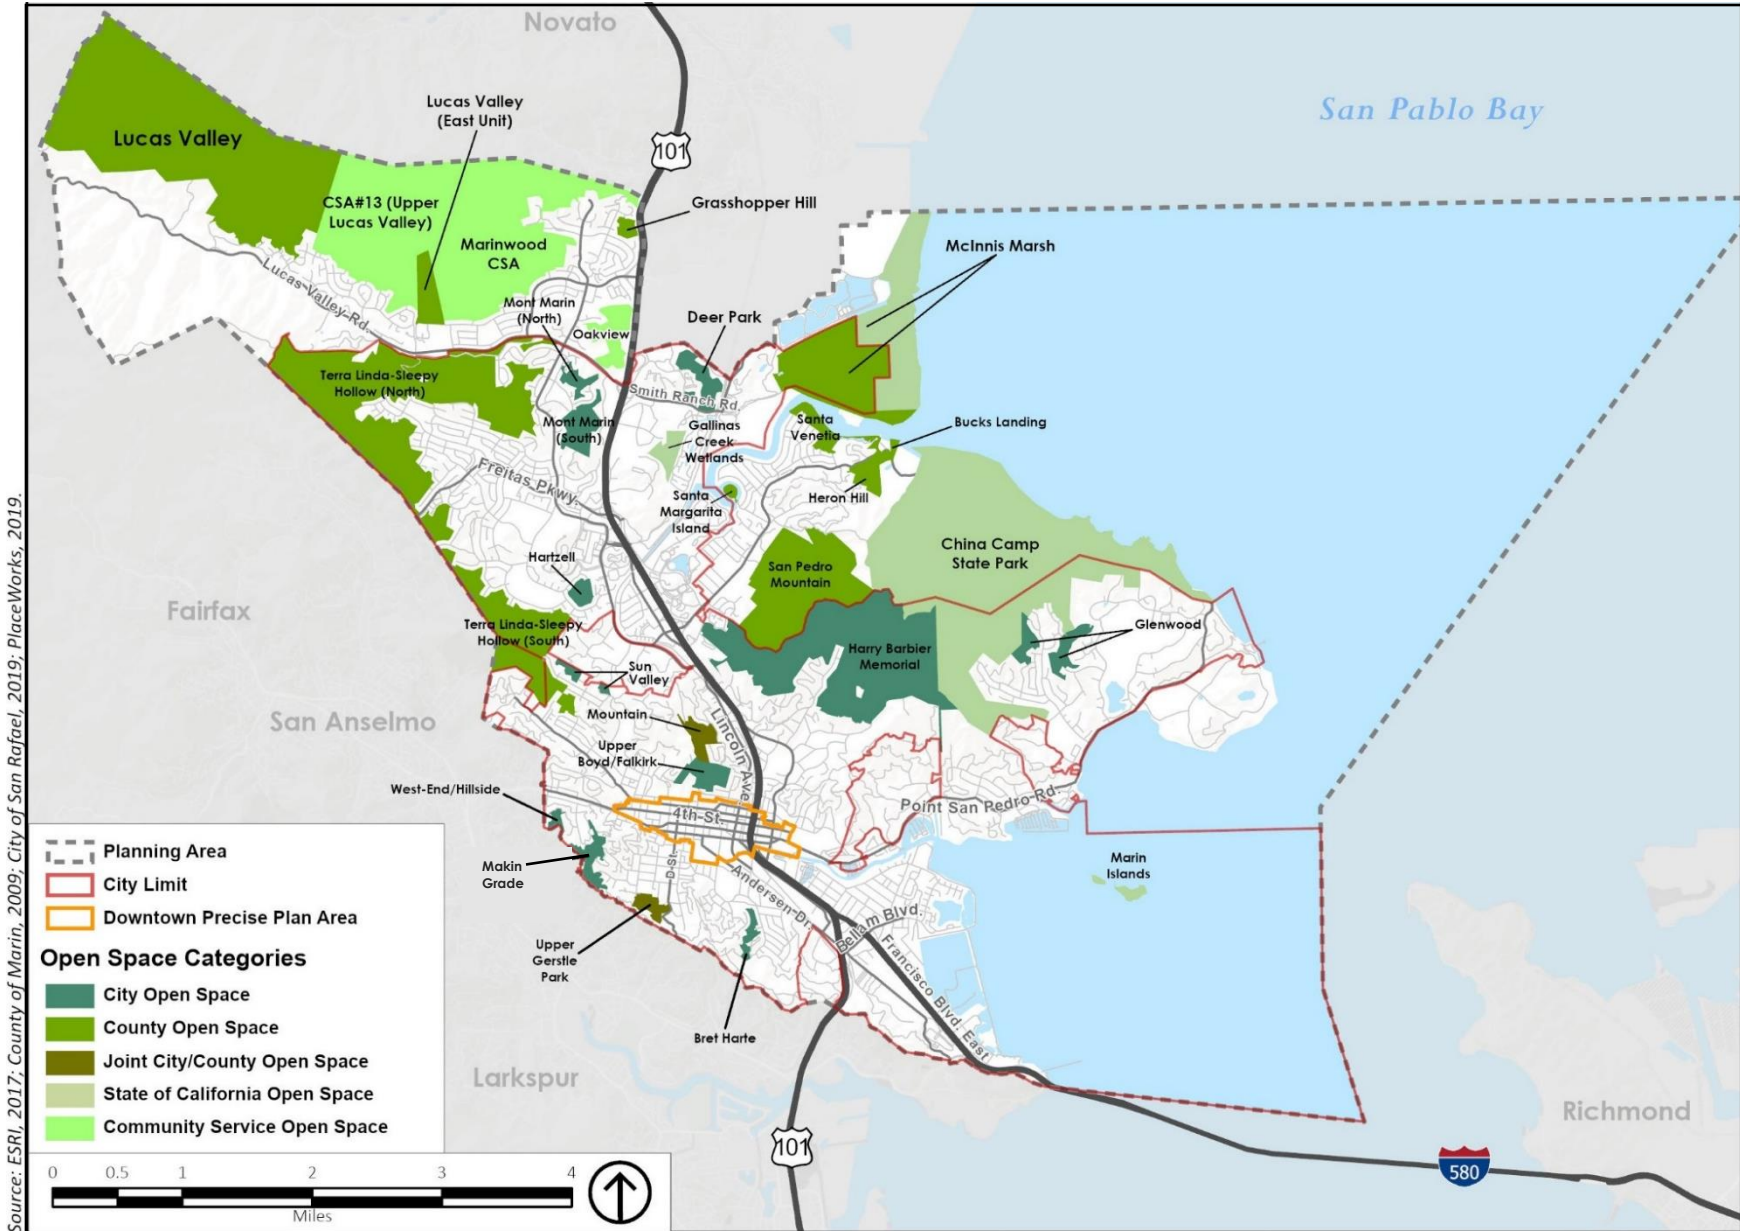 Novato
San Pablo Bay
Lucas Valley
(East Unit)
Lucas Valley
101
CSA#13 (Upper
Lucas Valley)
Grasshopper Hill
Marinwood
CSA
McInnis Marsh
Lucas Valley Rd.
Mont Marin
(North)
Deer Park
Oakview
Terra Linda-Sleepy
Hollow (North)
Smith Ranch Rd.
Mont Marin
(South)
Gallinas
Creek
Wetlands
Santa
Venetia
Bucks Landing
Freitas Pkwy.
Santa
Margarita
Island
Heron Hill
China Camp
State Park
Hartzell
San Pedro
Mountain
Fairfax
Terra Linda-Sleepy
Hollow (South)
Glenwood
Harry Barbier
Memorial
Sun
Valley
San Anselmo
Mountain
Lincoln Ave.
Upper
Boyd/Falkirk
West-End/Hillside
4th St.
Point San Pedro Rd.
Makin
Grade
D St.
Andersen Dr.
Marin
Islands
Bellam Blvd.
Upper
Gerstle
Park
Francisco Blvd. East
Bret Harte
Larkspur
Richmond
101
580
Planning Area
City Limit
Downtown Precise Plan Area
Open Space Categories
City Open Space
County Open Space
Joint City/County Open Space
State of California Open Space
Community Service Open Space
0 0.5 1 2 3 4
Miles
Source: ESRI, 2017; County of Marin, 2009; City of San Rafael, 2019; PlaceWorks, 2019.